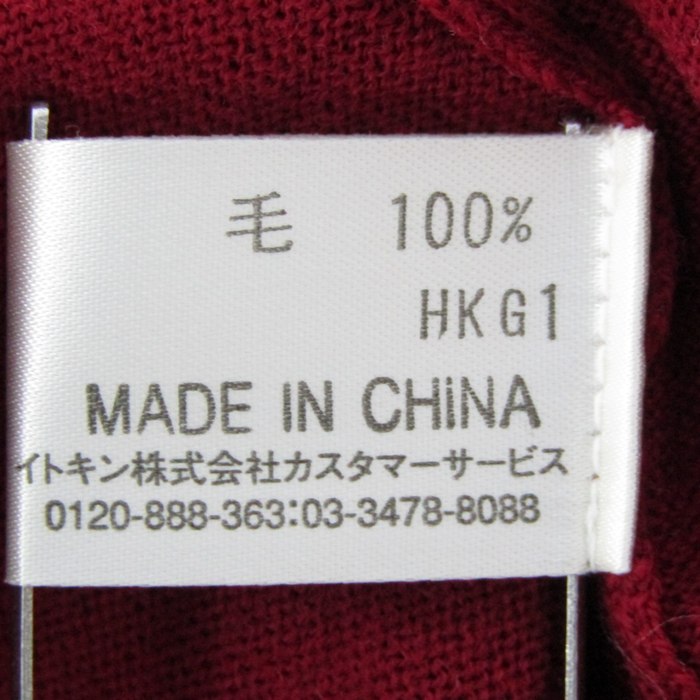 毛 100%
HKG1
MADE IN CHiNA
イトキン株式会社カスタマーサービス
0120-888-363:03-3478-8088